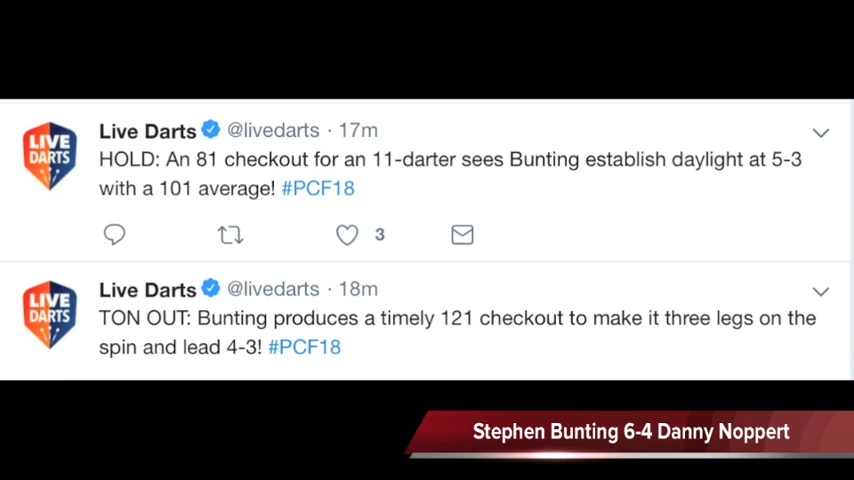 LIVE
DARTS
Live Darts @livedarts · 17m
HOLD: An 81 checkout for an 11-darter sees Bunting establish daylight at 5-3
with a 101 average! #PCF18
3
LIVE
DARTS
Live Darts @livedarts · 18m
TON OUT: Bunting produces a timely 121 checkout to make it three legs on the
spin and lead 4-3! #PCF18
Stephen Bunting 6-4 Danny Noppert